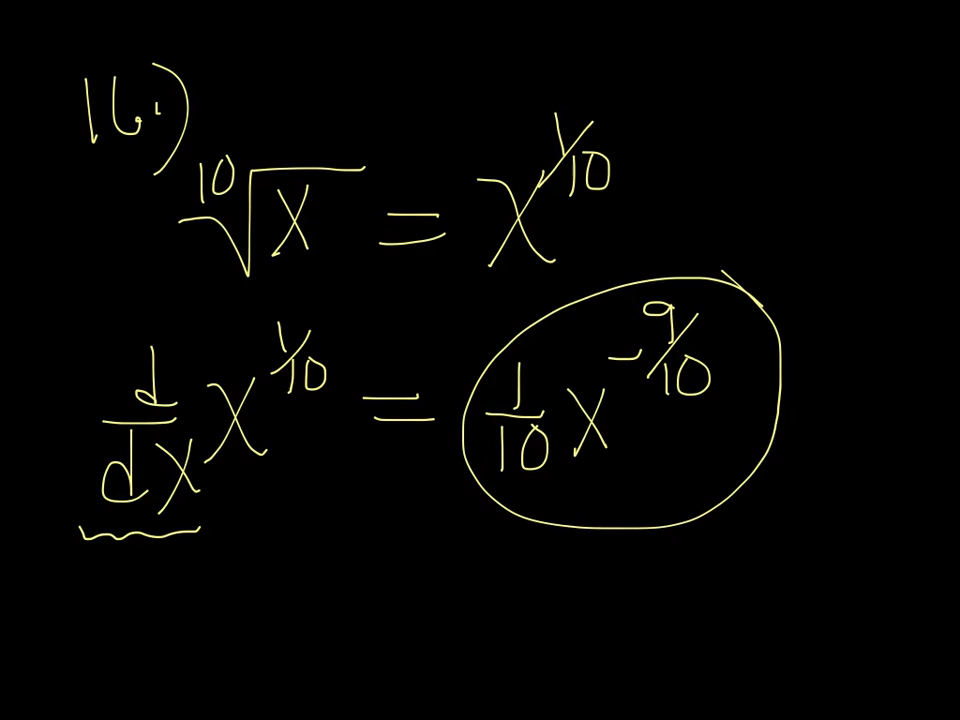 16.)
¹⁰√x = x^1/10
d/dx x^1/10 = 1/10 x^-9/10